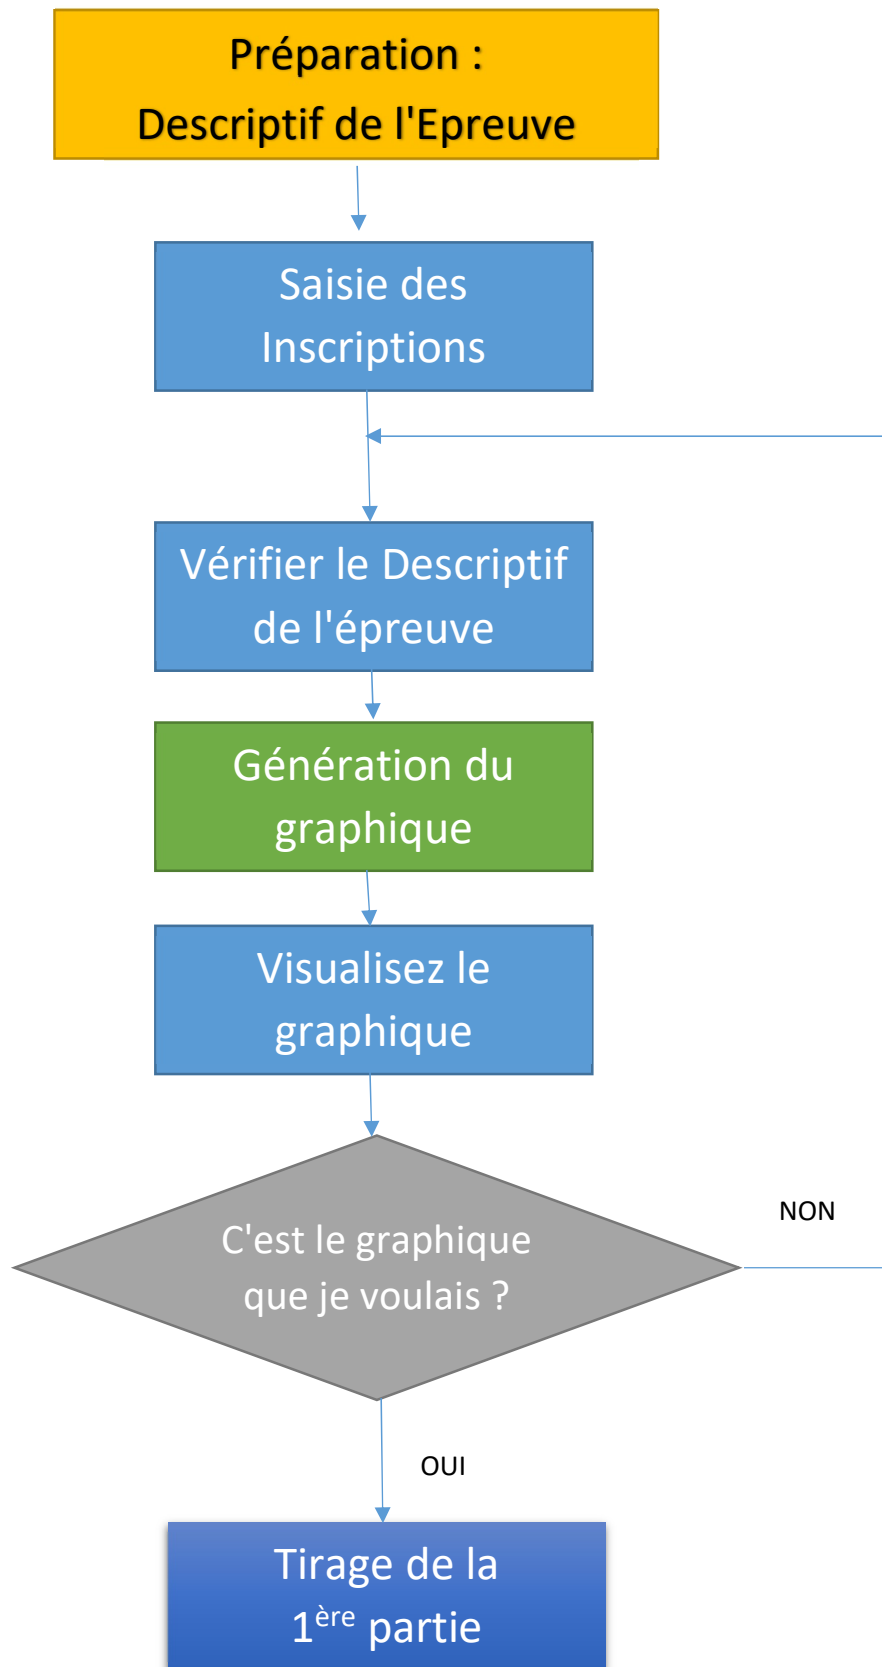 Préparation :
Descriptif de l'Epreuve
Saisie des
Inscriptions
Vérifier le Descriptif
de l'épreuve
Génération du
graphique
Visualisez le
graphique
C'est le graphique
que je voulais ?
NON
OUI
Tirage de la
1ère partie